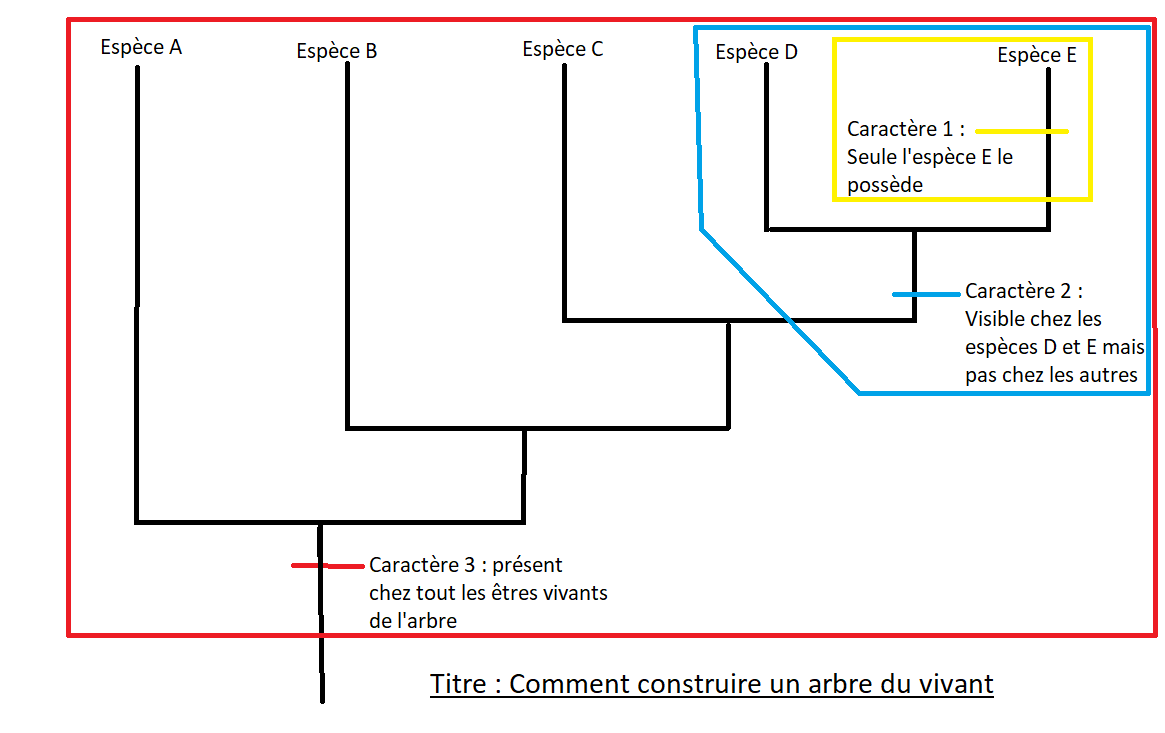 Espèce A
Espèce B
Espèce C
Espèce D
Espèce E
Caractère 1 :
Seule l'espèce E le
possède
Caractère 2 :
Visible chez les
espèces D et E mais
pas chez les autres
Caractère 3 : présent
chez tout les êtres vivants
de l'arbre
Titre : Comment construire un arbre du vivant